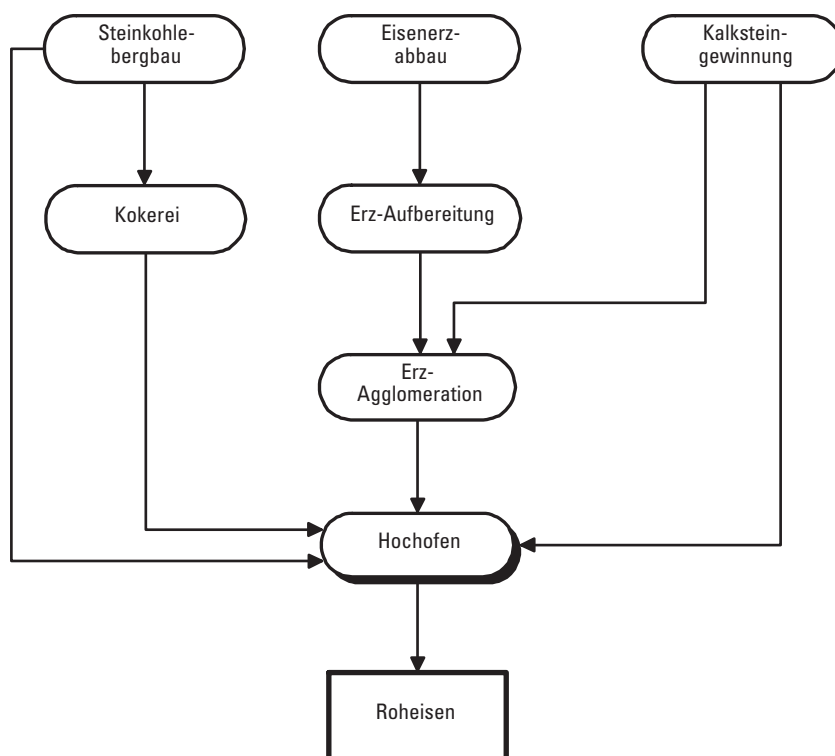 Steinkohle-
bergbau
Eisenerz-
abbau
Kalkstein-
gewinnung
Kokerei
Erz-Aufbereitung
Erz-
Agglomeration
Hochofen
Roheisen